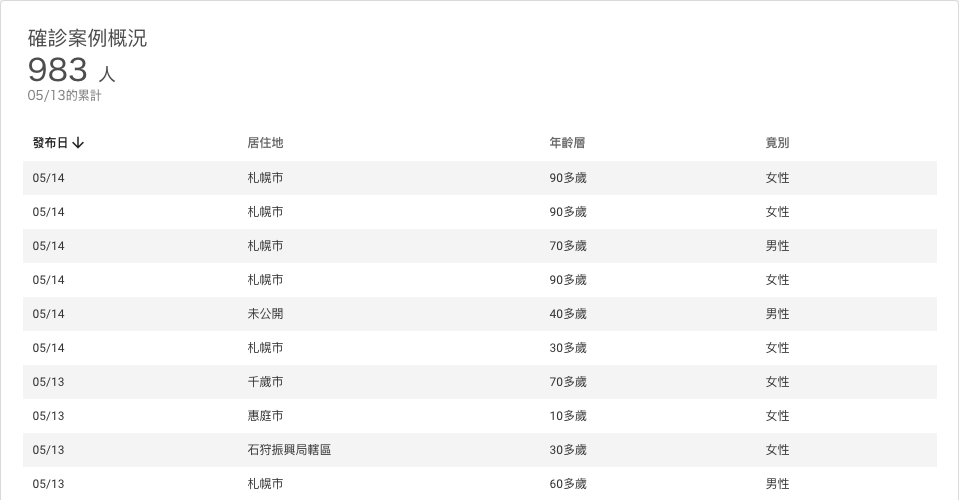 確診案例概況
983 人
05/13的累計
發布日↓ 居住地 年齡層 竟別
05/14 札幌市 90多歲 女性
05/14 札幌市 90多歲 女性
05/14 札幌市 70多歲 男性
05/14 札幌市 90多歲 女性
05/14 未公開 40多歲 男性
05/14 札幌市 30多歲 女性
05/13 千歲市 70多歲 女性
05/13 惠庭市 10多歲 女性
05/13 石狩振興局轄區 30多歲 女性
05/13 札幌市 60多歲 男性